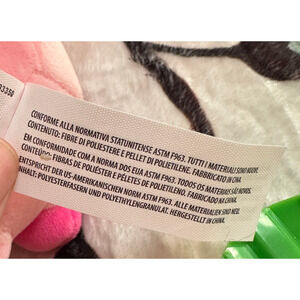 93350
CONFORME ALLA NORMATIVA STATUNITENSE ASTM F963. TUTTI I MATERIALI SONO NUOVI.
CONTENUTO: FIBRE DI POLIESTERE E PELLET DI POLIETILENE. FABBRICATO IN CINA.
EM CONFORMIDADE COM A NORMA DOS EUA ASTM F963. TODOS OS MATERIAIS SÃO NOVOS.
CONTEÚDO: FIBRAS DE POLIÉSTER E PÉLETES DE POLIETILENO. FABRICADO NA CHINA.
ENTSPRICHT DER US-AMERIKANISCHEN NORM ASTM F963. ALLE MATERIALIEN SIND NEU.
INHALT: POLYESTERFASERN UND POLYETHYLENGRANULAT. HERGESTELLT IN CHINA.